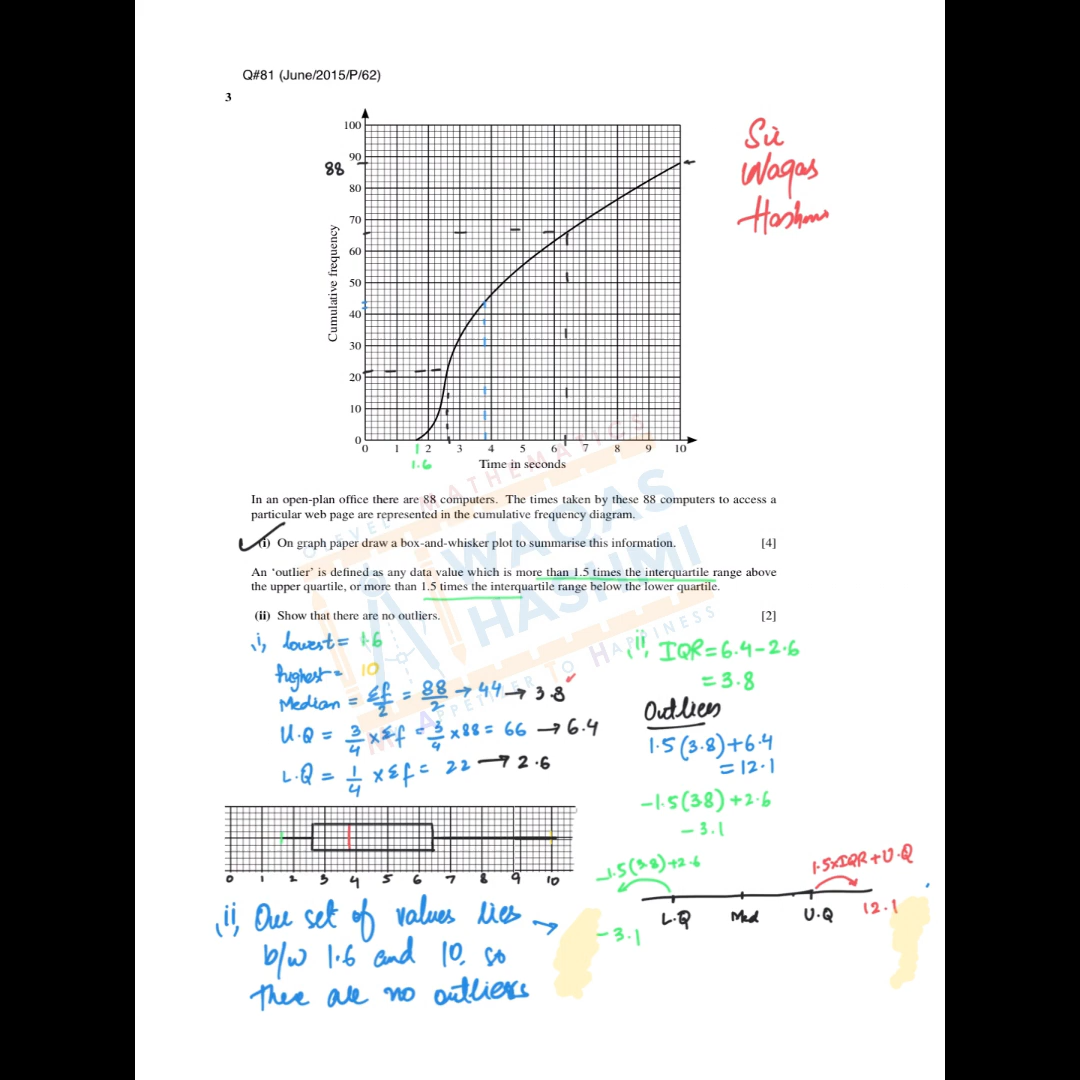 Q#81 (June/2015/P/62)
3
100
90
88
80
70
60
50
40
30
20
10
0
Cumulative frequency
0 1 2 3 4 5 6 7 8 9 10
1.6
Time in seconds
Sir
Waqas
Hashmi
In an open-plan office there are 88 computers. The times taken by these 88 computers to access a
particular web page are represented in the cumulative frequency diagram.
(i) On graph paper draw a box-and-whisker plot to summarise this information. [4]
An ‘outlier’ is defined as any data value which is more than 1.5 times the interquartile range above
the upper quartile, or more than 1.5 times the interquartile range below the lower quartile.
(ii) Show that there are no outliers. [2]
MATHEMATICS
WAQAS
HASHMI
APPETIZER TO HAPPINESS
i, lowest = 1.6
highest = 10
Median = Σf/2 = 88/2 → 44 → 3.8
U.Q = 3/4 × Σf = 3/4 × 88 = 66 → 6.4
L.Q = 1/4 × Σf = 22 → 2.6
ii, IQR = 6.4 - 2.6
= 3.8
Outliers
1.5(3.8)+6.4
= 12.1
-1.5(3.8)+2.6
-3.1
0 1 2 3 4 5 6 7 8 9 10
-1.5(3.8)+2.6
1.5×IQR+U.Q
L.Q Med U.Q 12.1
-3.1
ii, Our set of values lies →
b/w 1.6 and 10, so
there are no outliers